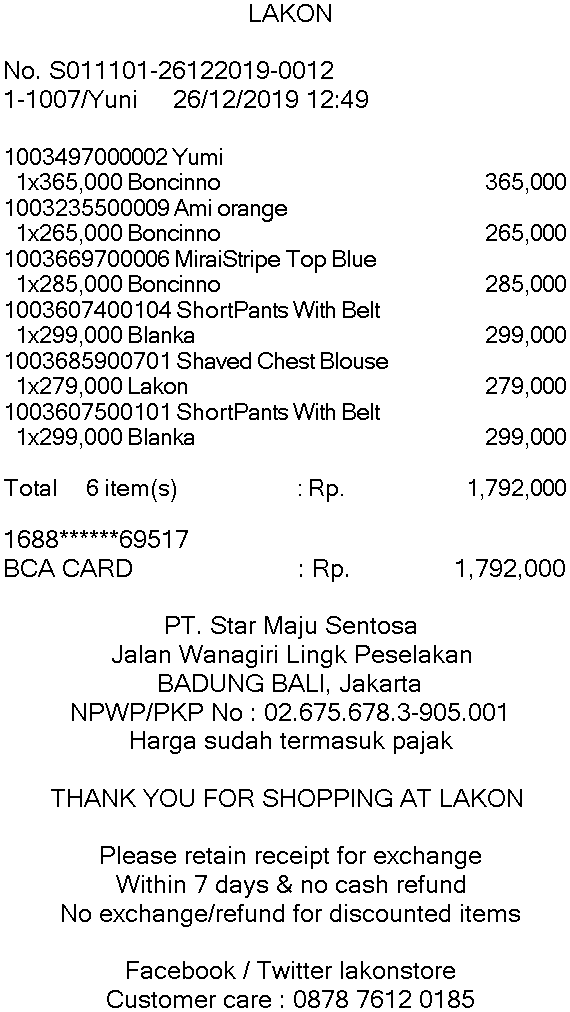 LAKON
No. S011101-26122019-0012
1-1007/Yuni 26/12/2019 12:49
1003497000002 Yumi
1x365,000 Boncinno 365,000
1003235500009 Ami orange
1x265,000 Boncinno 265,000
1003669700006 MiraiStripe Top Blue
1x285,000 Boncinno 285,000
1003607400104 ShortPants With Belt
1x299,000 Blanka 299,000
1003685900701 Shaved Chest Blouse
1x279,000 Lakon 279,000
1003607500101 ShortPants With Belt
1x299,000 Blanka 299,000
Total 6 item(s) : Rp. 1,792,000
1688******69517
BCA CARD : Rp. 1,792,000
PT. Star Maju Sentosa
Jalan Wanagiri Lingk Peselakan
BADUNG BALI, Jakarta
NPWP/PKP No : 02.675.678.3-905.001
Harga sudah termasuk pajak
THANK YOU FOR SHOPPING AT LAKON
Please retain receipt for exchange
Within 7 days & no cash refund
No exchange/refund for discounted items
Facebook / Twitter lakonstore
Customer care : 0878 7612 0185